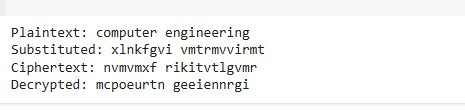 Plaintext: computer engineering
Substituted: xlnkfgvi vmtrmvvirmt
Ciphertext: nvmvmxf rikitvtlgvmr
Decrypted: mcpoeurtn geeiennrgi